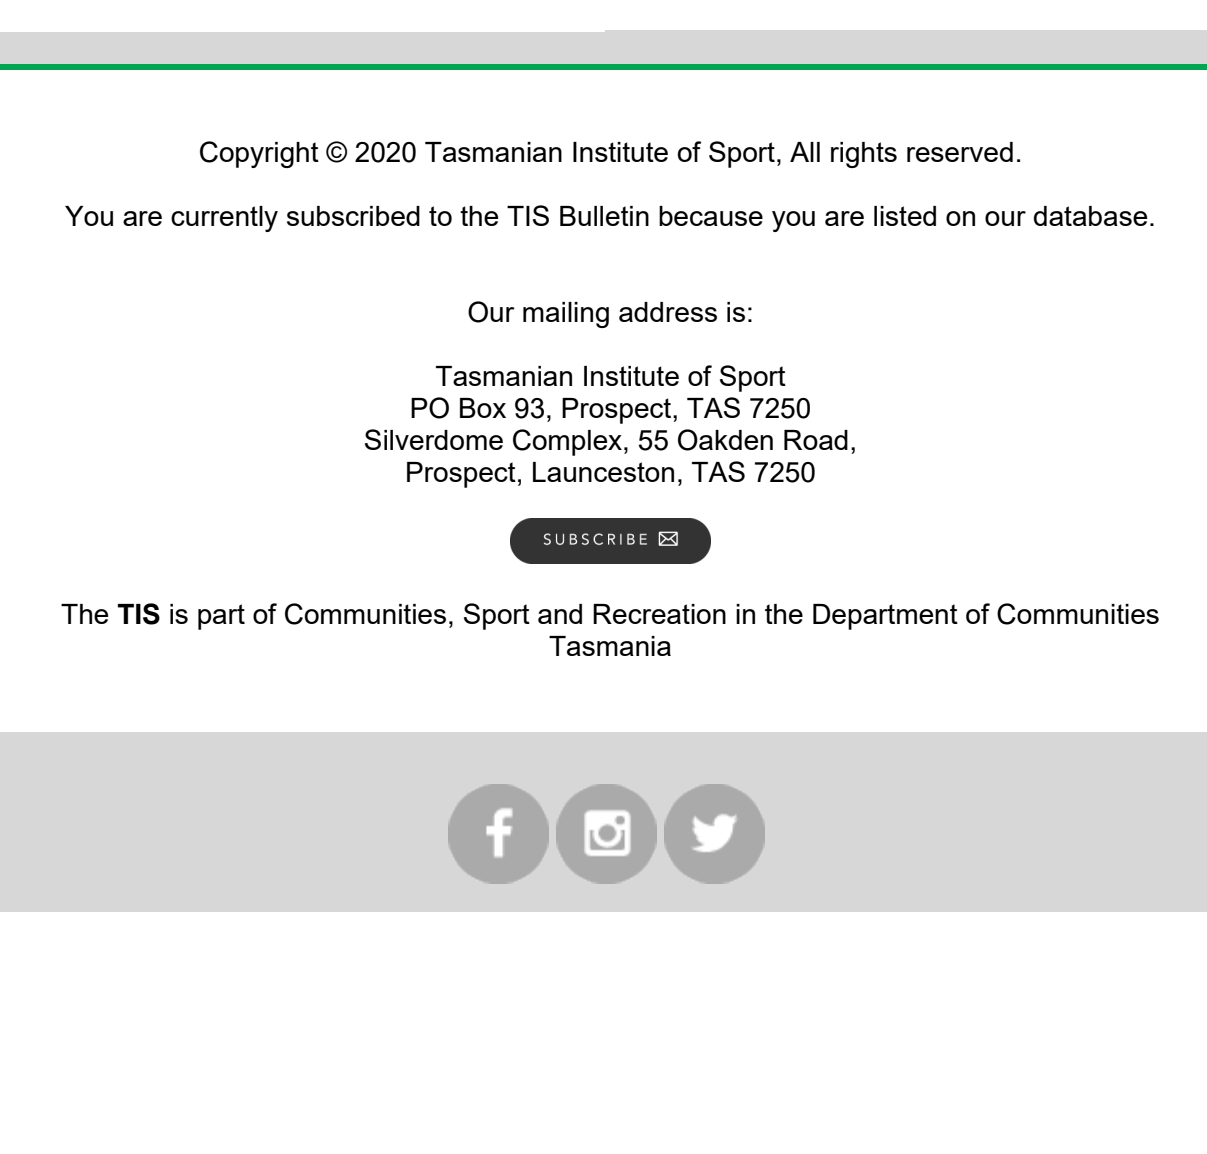 Copyright © 2020 Tasmanian Institute of Sport, All rights reserved.
You are currently subscribed to the TIS Bulletin because you are listed on our database.
Our mailing address is:
Tasmanian Institute of Sport
PO Box 93, Prospect, TAS 7250
Silverdome Complex, 55 Oakden Road,
Prospect, Launceston, TAS 7250
SUBSCRIBE
The TIS is part of Communities, Sport and Recreation in the Department of Communities
Tasmania